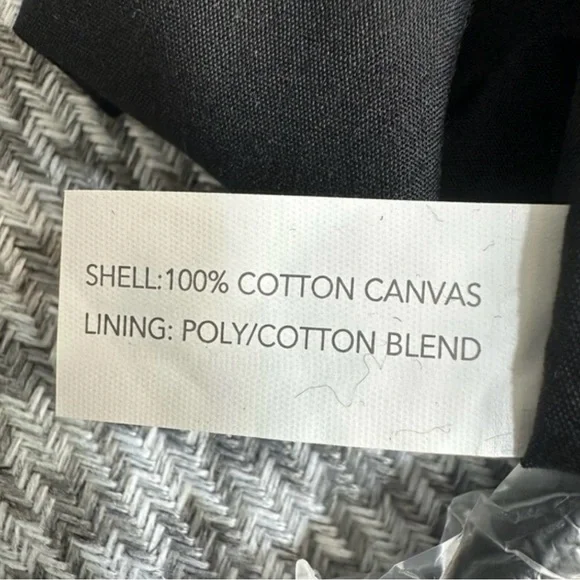 SHELL:100% COTTON CANVAS
LINING: POLY/COTTON BLEND